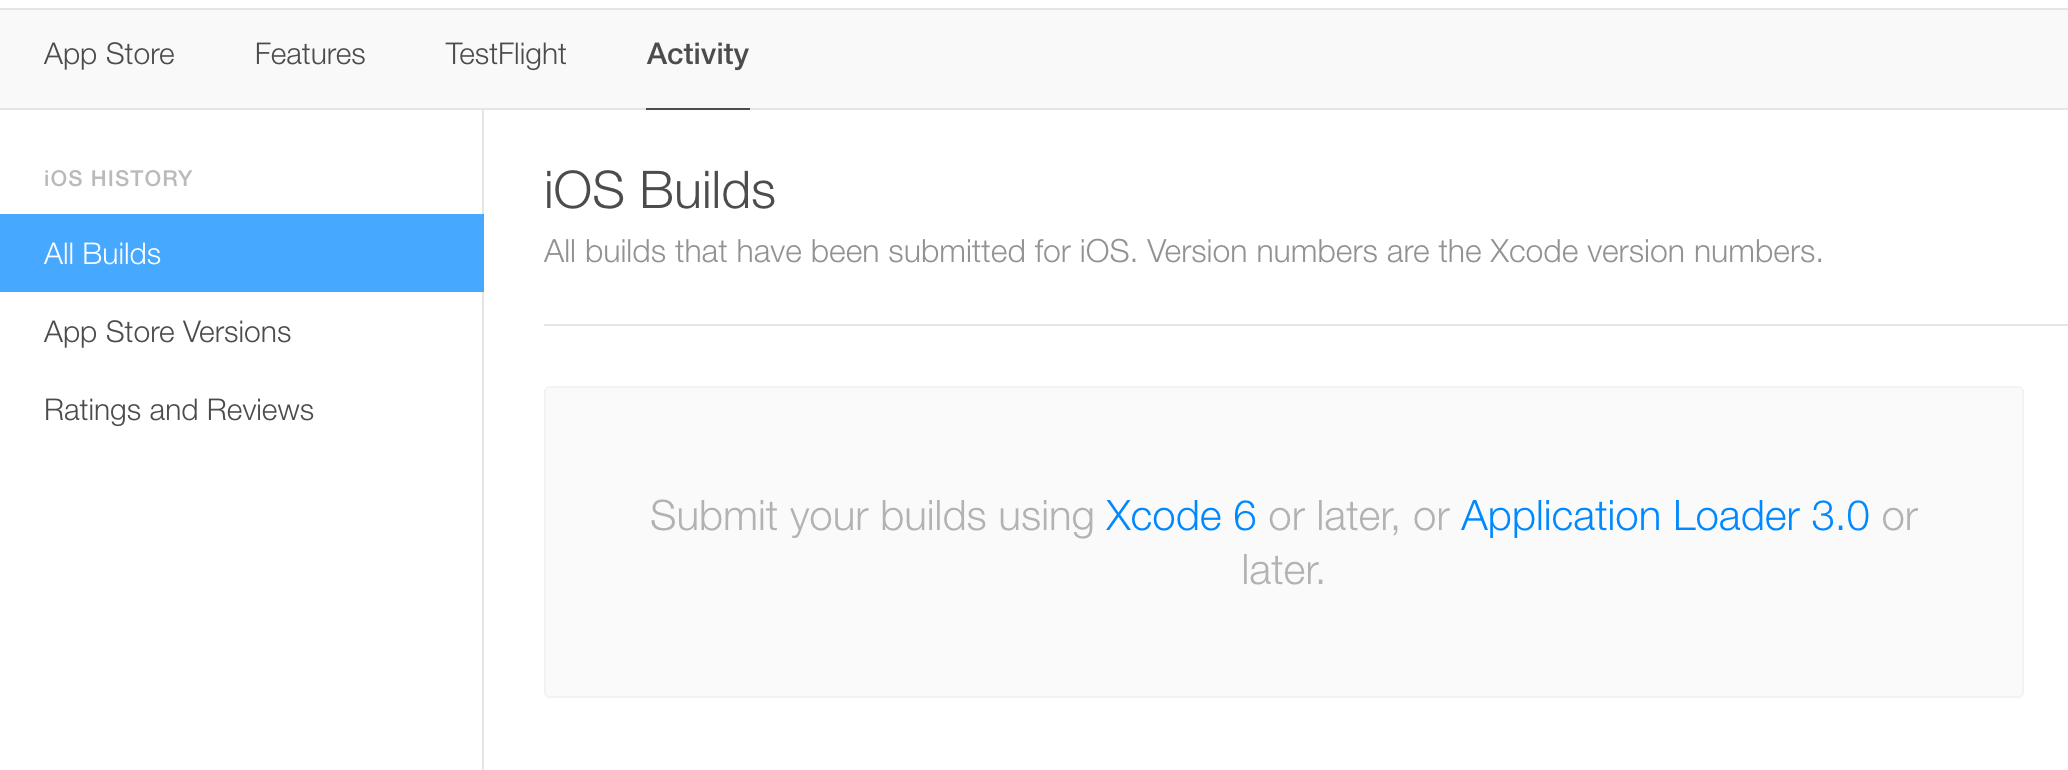 App Store Features TestFlight Activity
iOS HISTORY
All Builds
App Store Versions
Ratings and Reviews
iOS Builds
All builds that have been submitted for iOS. Version numbers are the Xcode version numbers.
Submit your builds using Xcode 6 or later, or Application Loader 3.0 or
later.